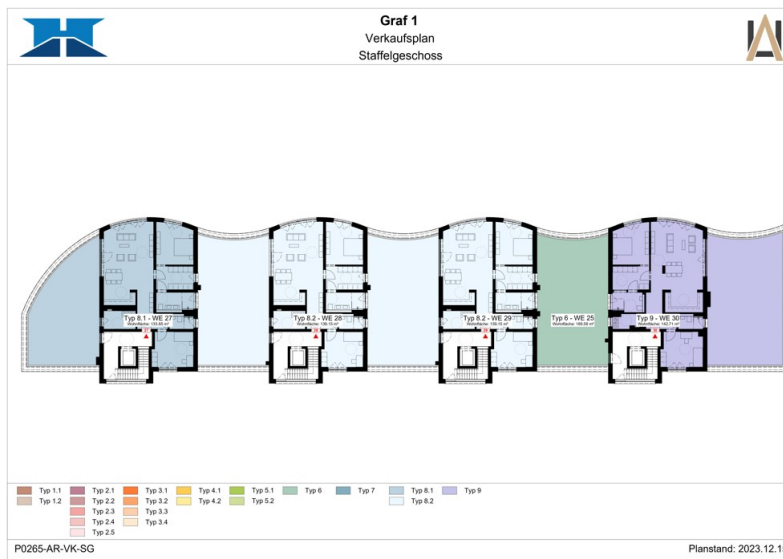 Graf 1
Verkaufsplan
Staffelgeschoss
Typ 8.1 - WE 27
Typ 8.2 - WE 28
Typ 8.2 - WE 29
Typ 6 - WE 25
Typ 9 - WE 30
Typ 1.1
Typ 2.1
Typ 3.1
Typ 4.1
Typ 5.1
Typ 6
Typ 7
Typ 8.1
Typ 9
Typ 1.2
Typ 2.2
Typ 3.2
Typ 4.2
Typ 5.2
Typ 8.2
Typ 2.3
Typ 3.3
Typ 2.4
Typ 3.4
Typ 2.5
P0265-AR-VK-SG
Planstand: